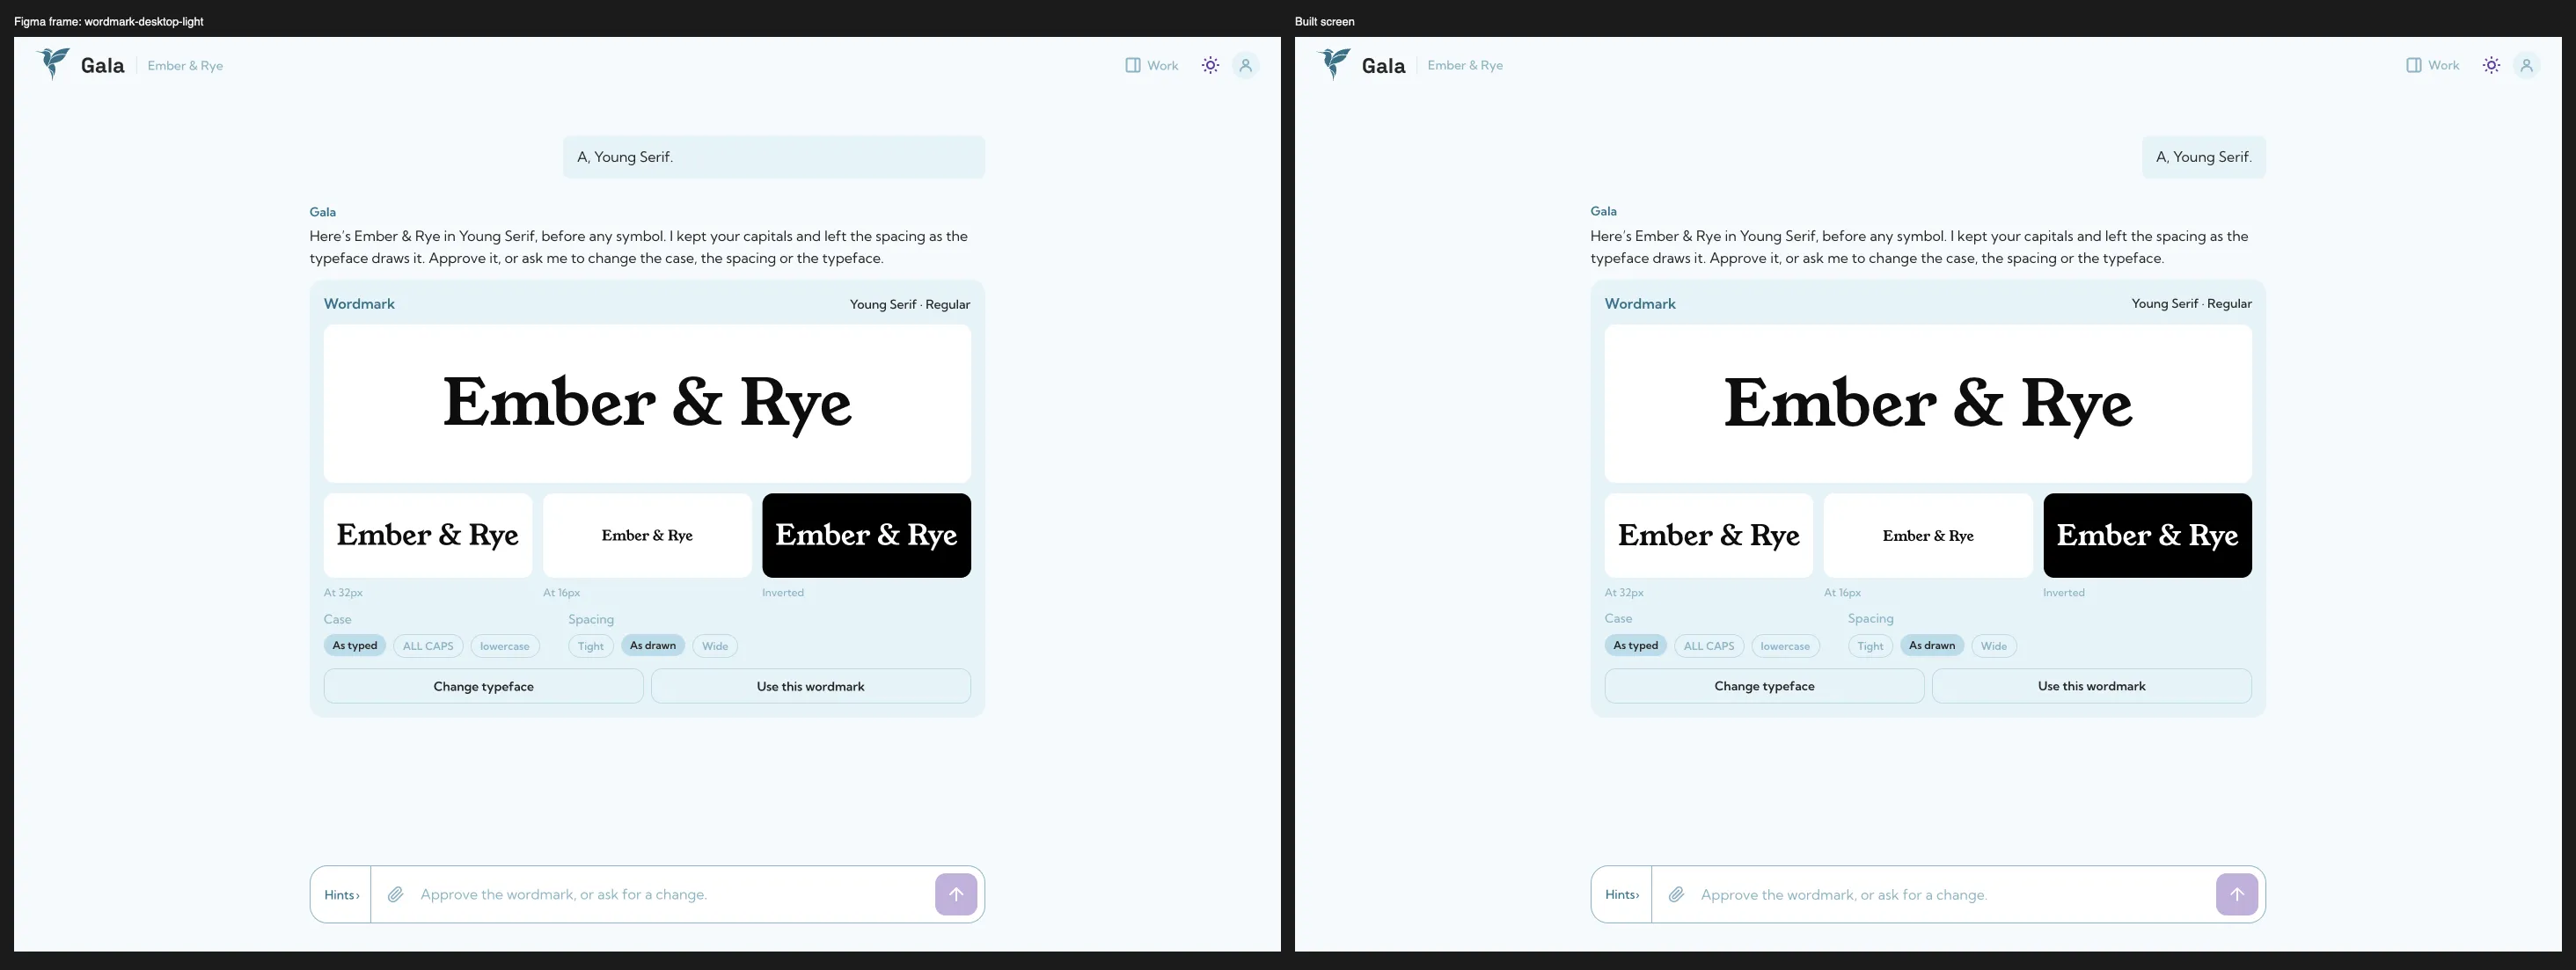 Figma frame: wordmark-desktop-light
Gala
Ember & Rye
Work
A, Young Serif.
Gala
Here’s Ember & Rye in Young Serif, before any symbol. I kept your capitals and left the spacing as the
typeface draws it. Approve it, or ask me to change the case, the spacing or the typeface.
Wordmark
Young Serif · Regular
Ember & Rye
Ember & Rye
Ember & Rye
Ember & Rye
At 32px
At 16px
Inverted
Case
Spacing
As typed
ALL CAPS
lowercase
Tight
As drawn
Wide
Change typeface
Use this wordmark
Hints›
Approve the wordmark, or ask for a change.
Built screen
Gala
Ember & Rye
Work
A, Young Serif.
Gala
Here’s Ember & Rye in Young Serif, before any symbol. I kept your capitals and left the spacing as the
typeface draws it. Approve it, or ask me to change the case, the spacing or the typeface.
Wordmark
Young Serif · Regular
Ember & Rye
Ember & Rye
Ember & Rye
Ember & Rye
At 32px
At 16px
Inverted
Case
Spacing
As typed
ALL CAPS
lowercase
Tight
As drawn
Wide
Change typeface
Use this wordmark
Hints›
Approve the wordmark, or ask for a change.